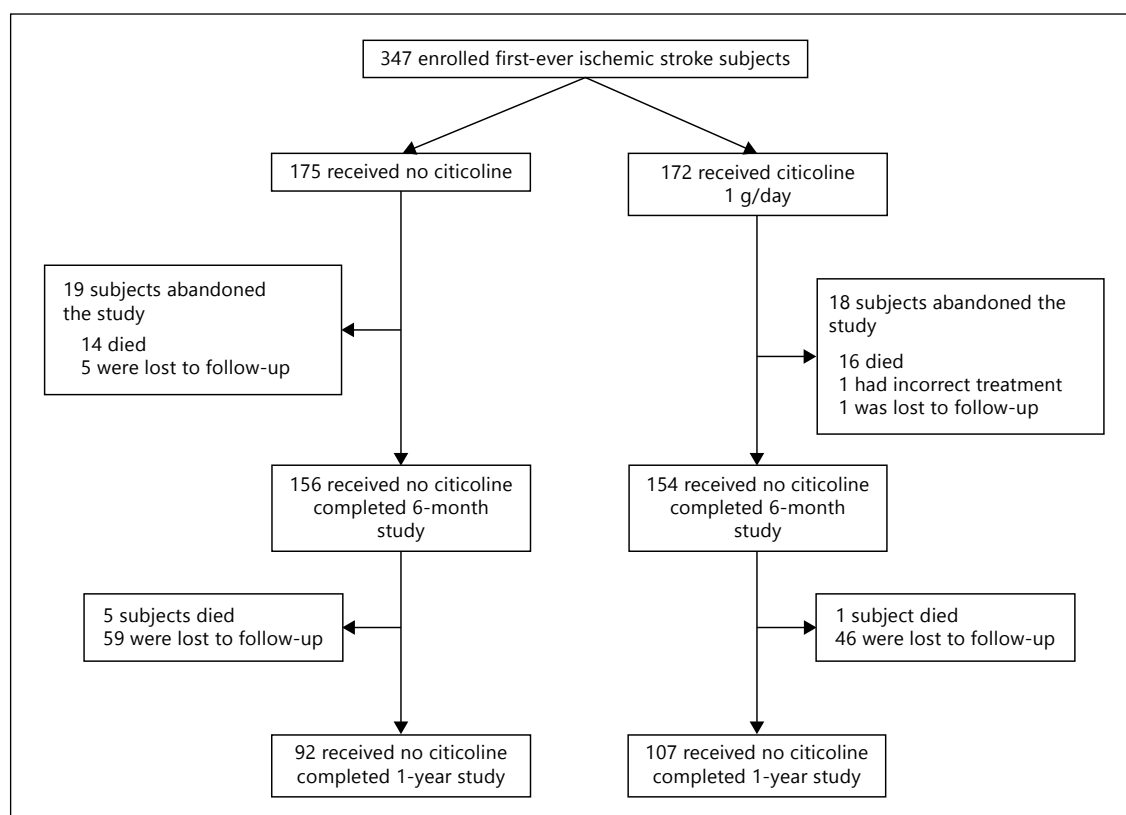 347 enrolled first-ever ischemic stroke subjects
175 received no citicoline
172 received citicoline
1 g/day
19 subjects abandoned
the study
14 died
5 were lost to follow-up
18 subjects abandoned the
study
16 died
1 had incorrect treatment
1 was lost to follow-up
156 received no citicoline
completed 6-month
study
154 received no citicoline
completed 6-month
study
5 subjects died
59 were lost to follow-up
1 subject died
46 were lost to follow-up
92 received no citicoline
completed 1-year study
107 received no citicoline
completed 1-year study